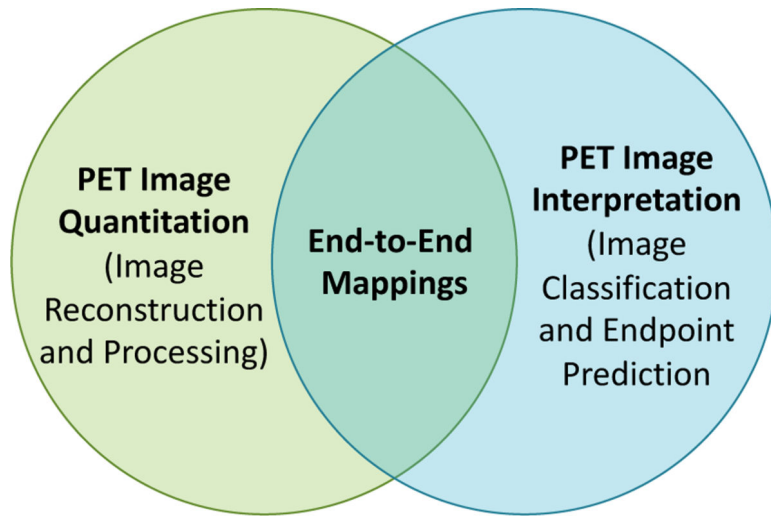 PET Image
Quantitation
(Image
Reconstruction
and Processing)
End-to-End
Mappings
PET Image
Interpretation
(Image
Classification
and Endpoint
Prediction